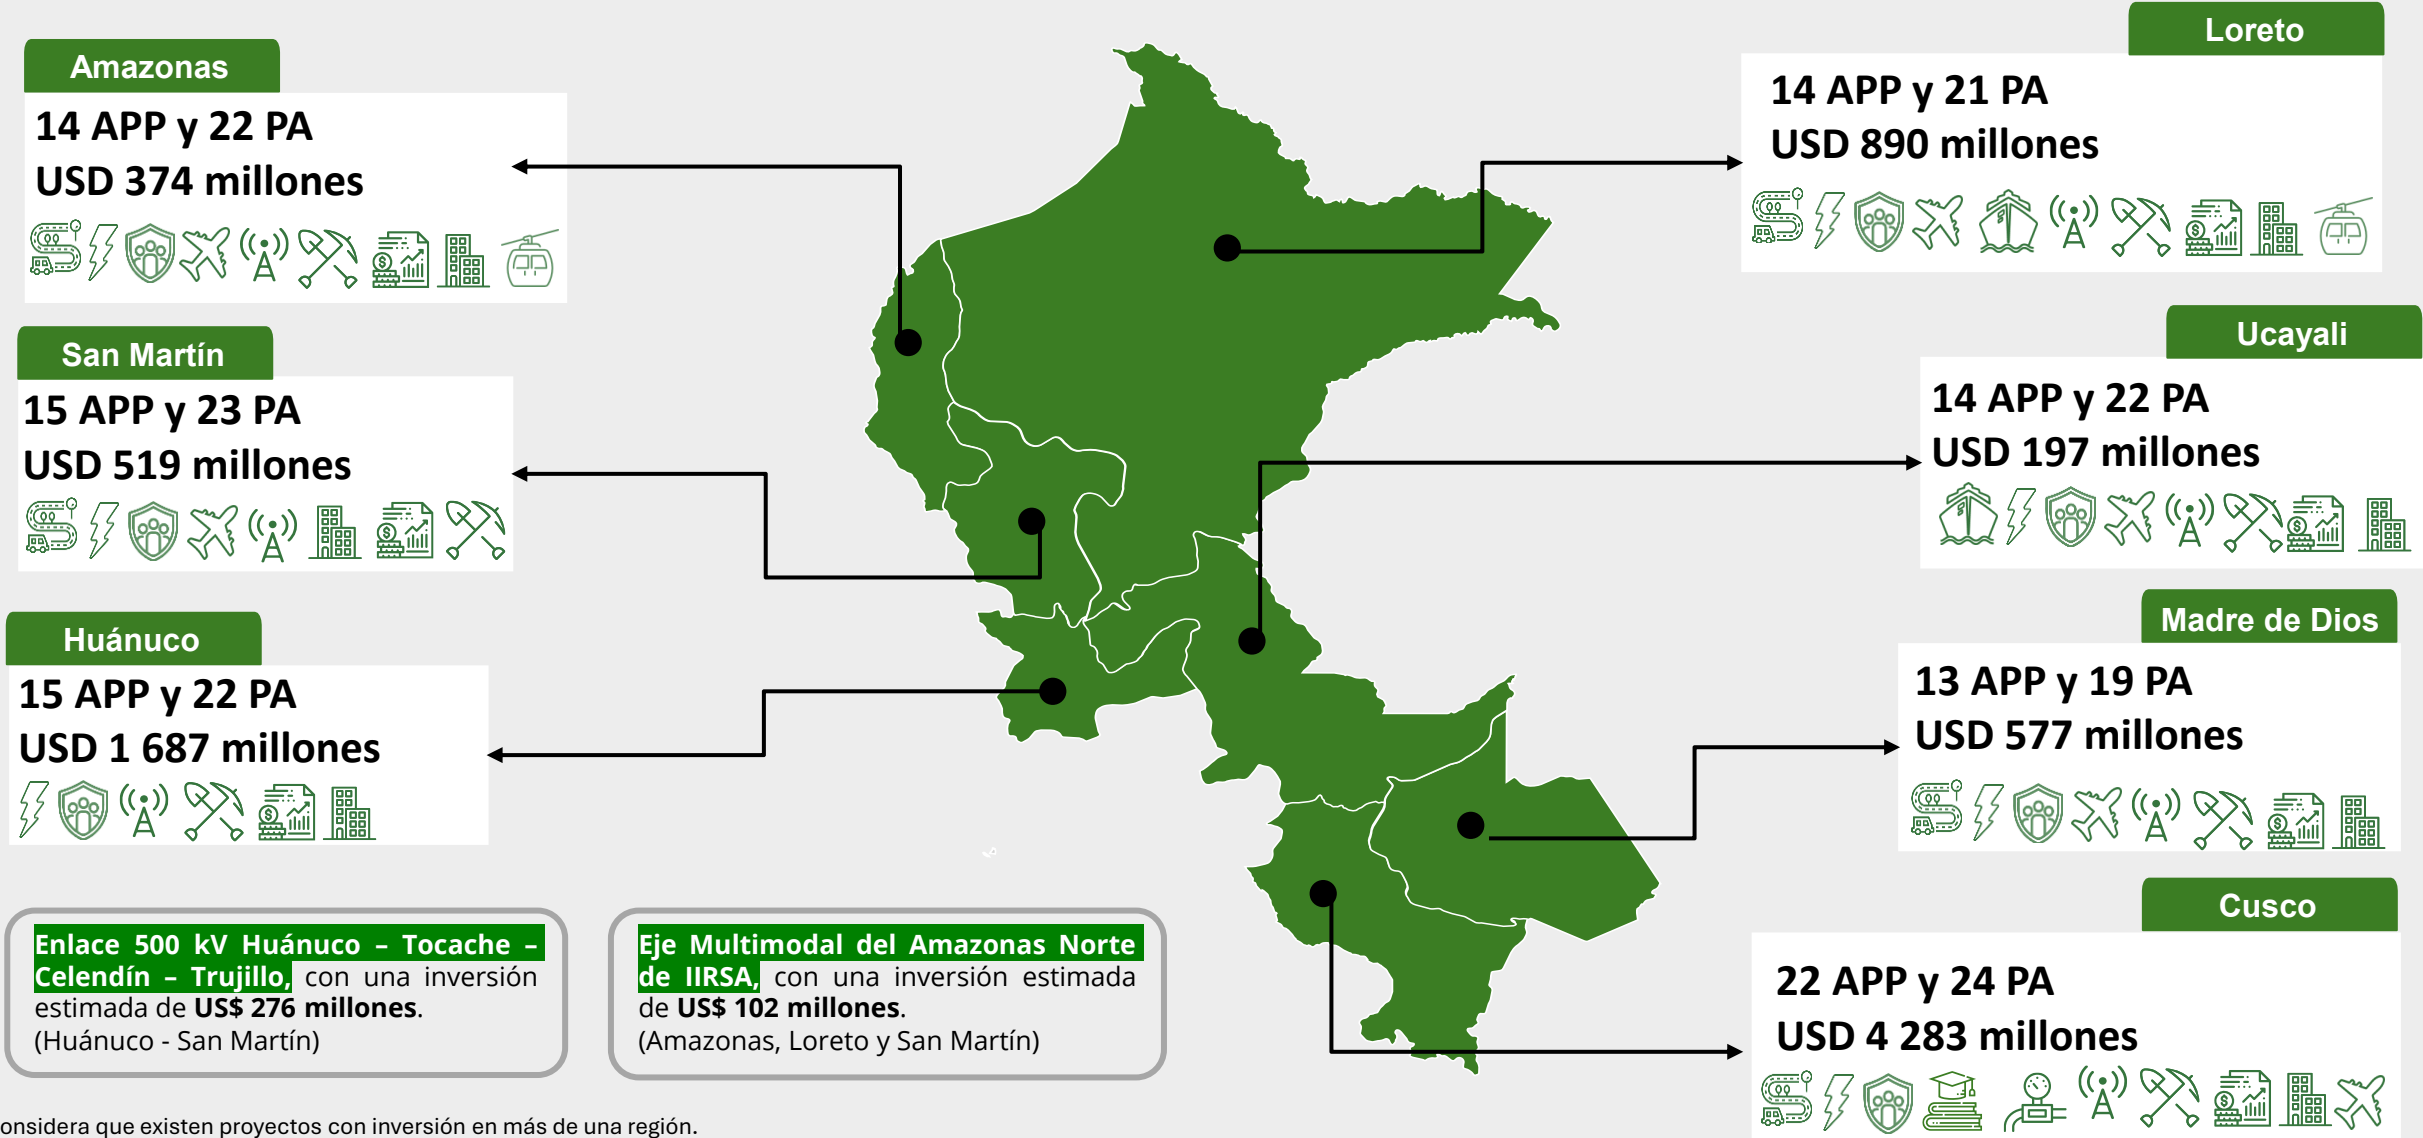 Amazonas
14 APP y 22 PA
USD 374 millones
San Martín
15 APP y 23 PA
USD 519 millones
Huánuco
15 APP y 22 PA
USD 1 687 millones
Loreto
14 APP y 21 PA
USD 890 millones
Ucayali
14 APP y 22 PA
USD 197 millones
Madre de Dios
13 APP y 19 PA
USD 577 millones
Cusco
22 APP y 24 PA
USD 4 283 millones
Enlace 500 kV Huánuco – Tocache –
Celendín – Trujillo, con una inversión
estimada de US$ 276 millones.
(Huánuco - San Martín)
Eje Multimodal del Amazonas Norte
de IIRSA, con una inversión estimada
de US$ 102 millones.
(Amazonas, Loreto y San Martín)
onsidera que existen proyectos con inversión en más de una región.